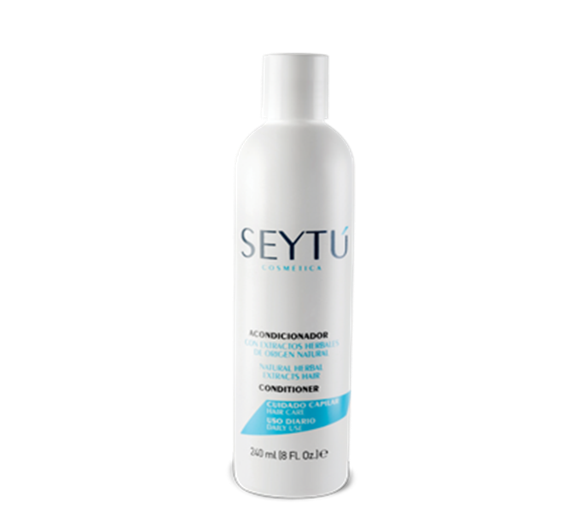 SEYTÚ
COSMÉTICA
ACONDICIONADOR
CON EXTRACTOS HERBALES
DE ORIGEN NATURAL
NATURAL HERBAL
EXTRACTS HAIR
CONDITIONER
CUIDADO CAPILAR
HAIR CARE
USO DIARIO
DAILY USE
240 ml (8 FL. Oz.) ℮